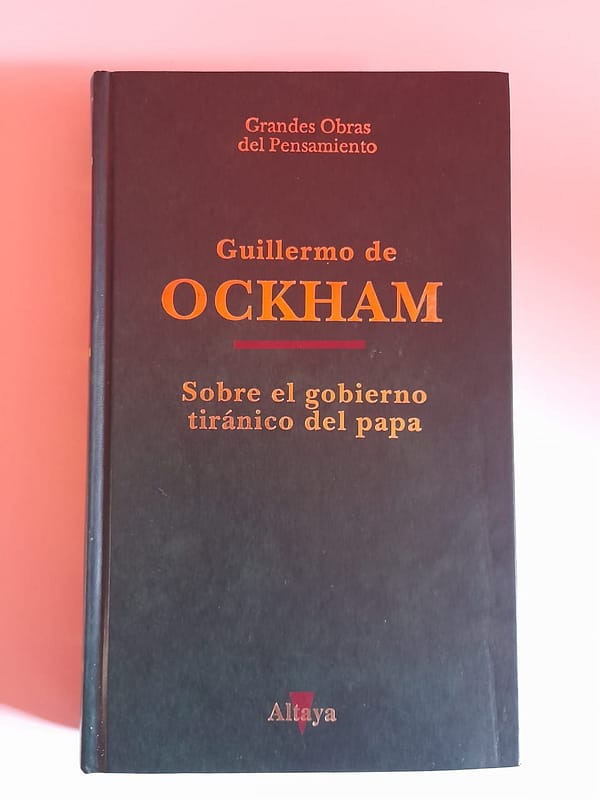 Grandes Obras
del Pensamiento
Guillermo de
OCKHAM
Sobre el gobierno
tiránico del papa
Altaya